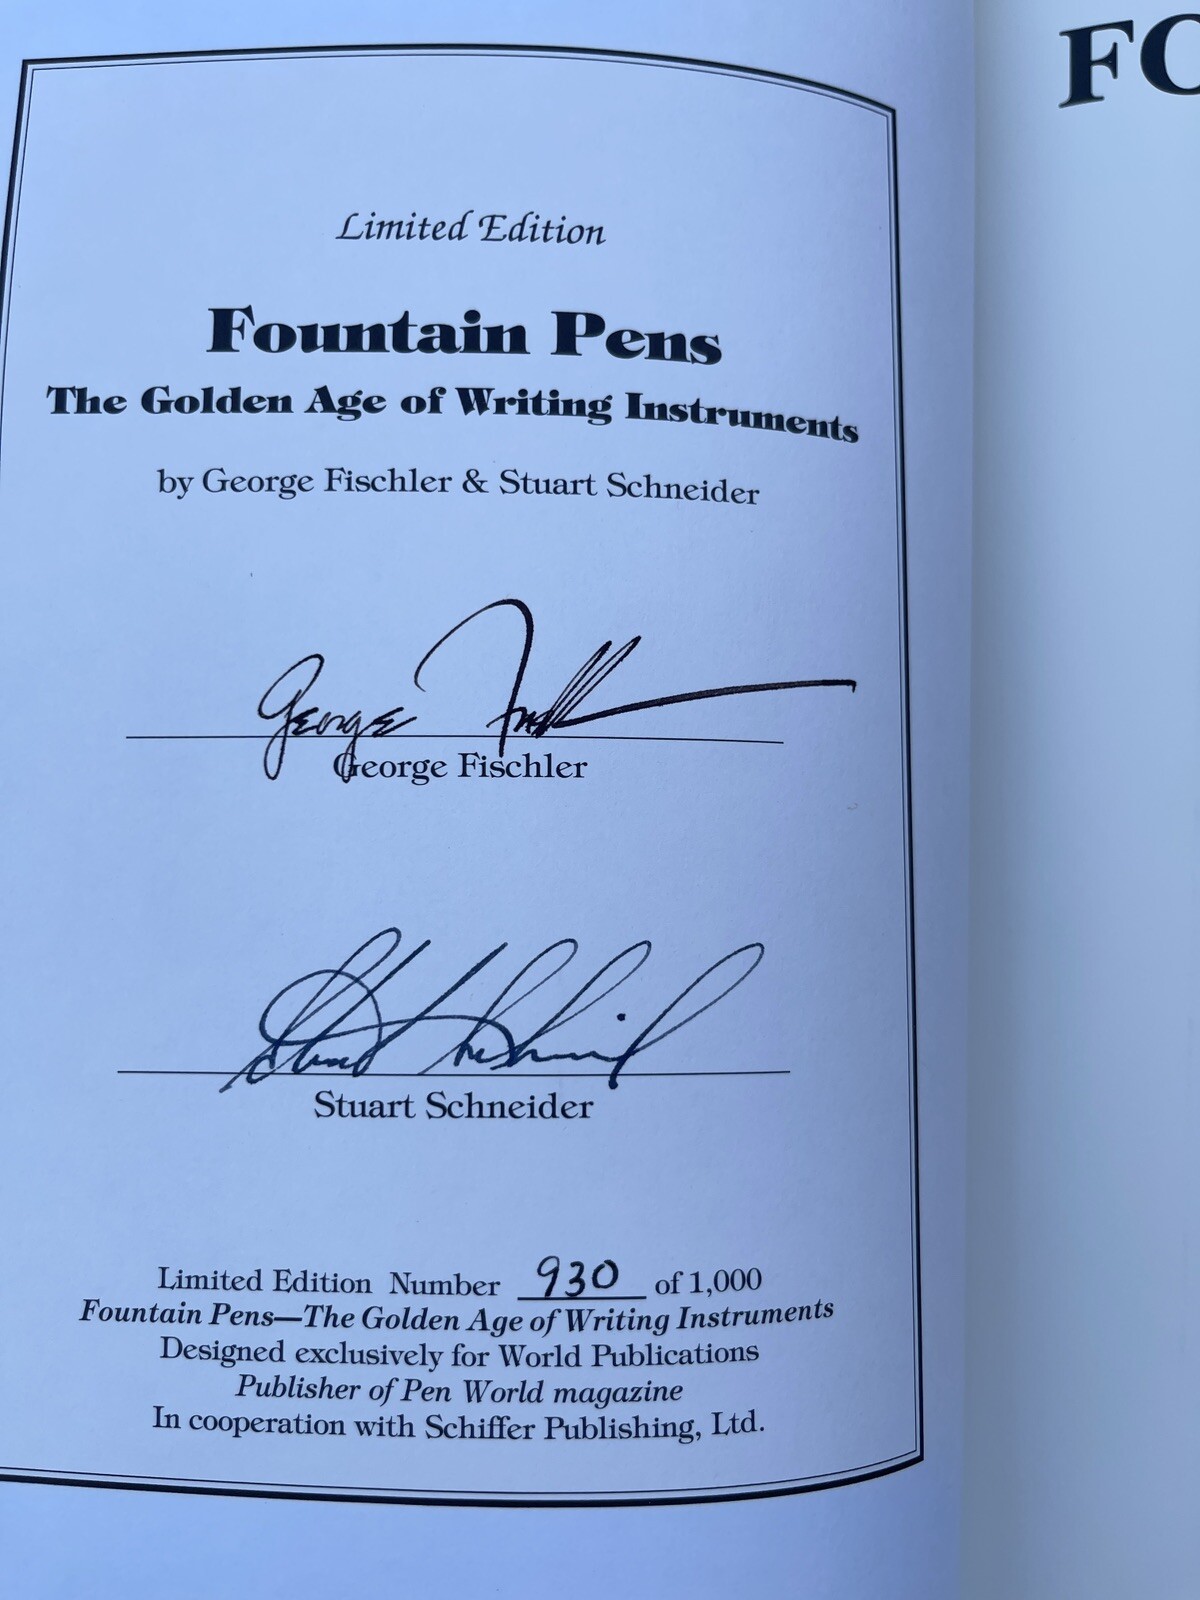 Limited Edition
Fountain Pens
The Golden Age of Writing Instruments
by George Fischler & Stuart Schneider
George Fischler
Stuart Schneider
Limited Edition Number 930 of 1,000
Fountain Pens—The Golden Age of Writing Instruments
Designed exclusively for World Publications
Publisher of Pen World magazine
In cooperation with Schiffer Publishing, Ltd.
FO